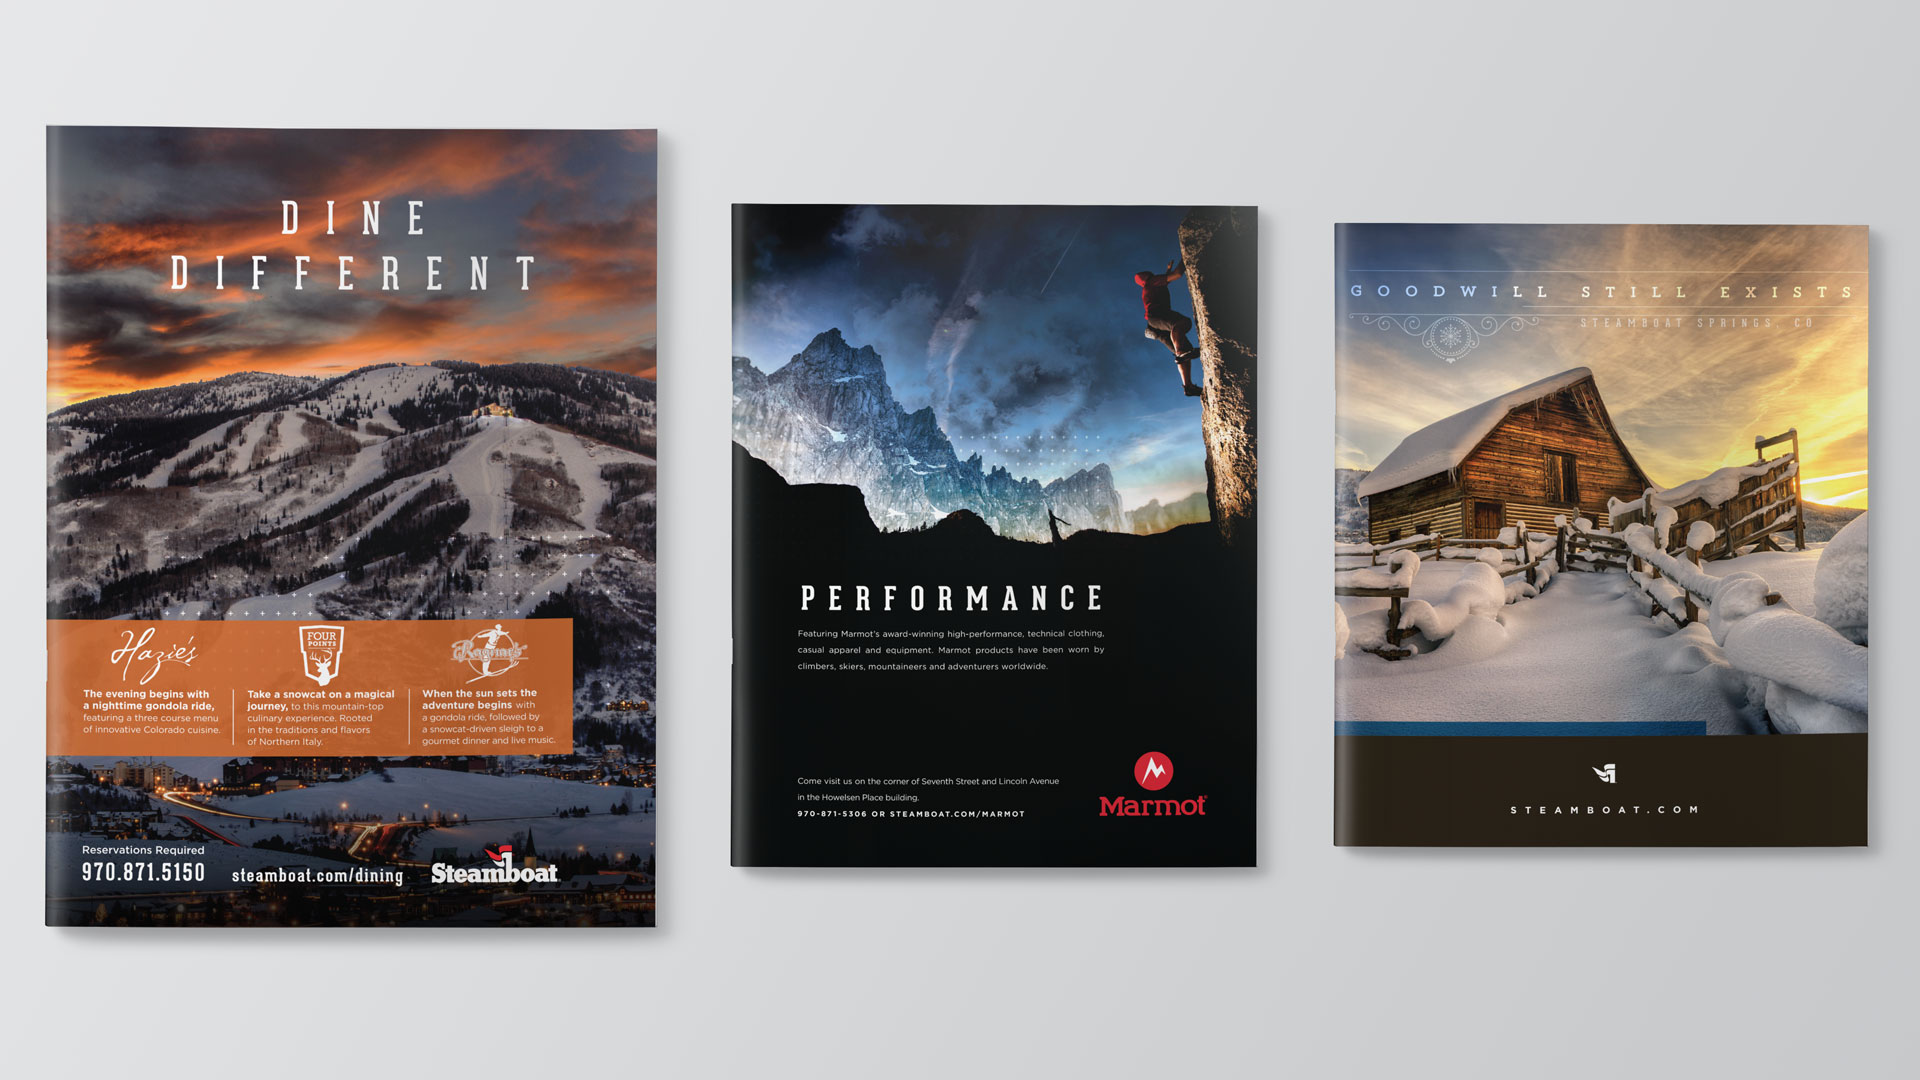 DINE
DIFFERENT
Hazie's
The evening begins with
a nighttime gondola ride,
featuring a three course menu
of innovative Colorado cuisine.
FOUR
POINTS
Take a snowcat on a magical
journey, to this mountain-top
culinary experience. Rooted
in the traditions and flavors
of Northern Italy.
Ragnar's
When the sun sets the
adventure begins with
a gondola ride, followed by
a snowcat-driven sleigh to a
gourmet dinner and live music.
Reservations Required
970.871.5150
steamboat.com/dining
Steamboat
PERFORMANCE
Featuring Marmot's award-winning high-performance, technical clothing,
casual apparel and equipment. Marmot products have been worn by
climbers, skiers, mountaineers and adventurers worldwide.
Come visit us on the corner of Seventh Street and Lincoln Avenue
in the Howelsen Place building.
970-871-5306 OR STEAMBOAT.COM/MARMOT
Marmot
GOODWILL STILL EXISTS
STEAMBOAT SPRINGS, CO
STEAMBOAT.COM